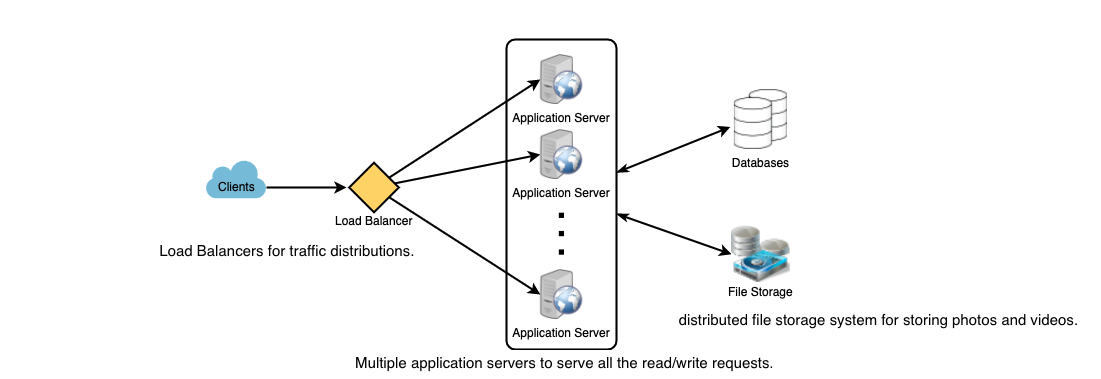 Application Server
Application Server
Databases
Clients
Load Balancer
Load Balancers for traffic distributions.
File Storage
distributed file storage system for storing photos and videos.
Application Server
Multiple application servers to serve all the read/write requests.